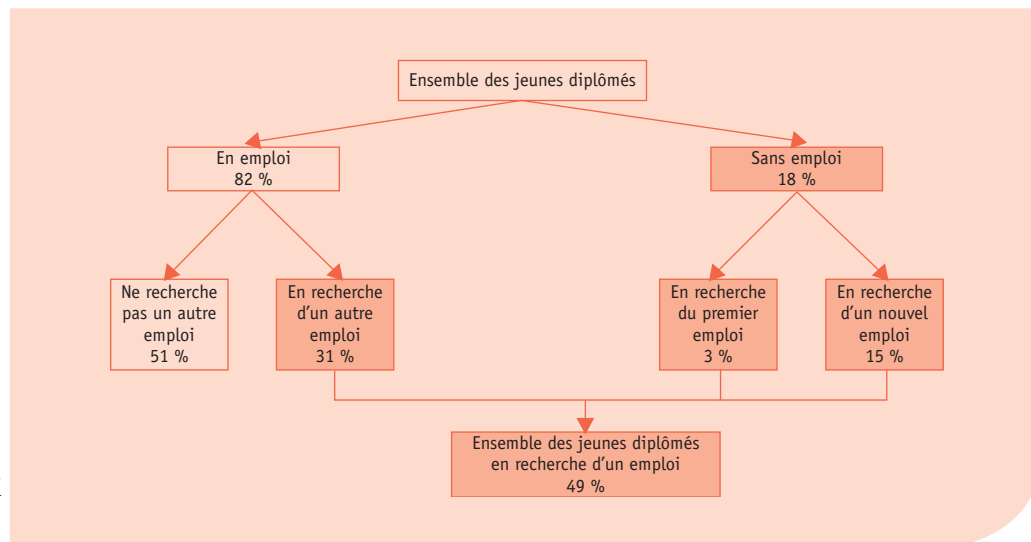 Ensemble des jeunes diplômés
En emploi
82 %
Sans emploi
18 %
Ne recherche
pas un autre
emploi
51 %
En recherche
d'un autre
emploi
31 %
En recherche
du premier
emploi
3 %
En recherche
d'un nouvel
emploi
15 %
Ensemble des jeunes diplômés
en recherche d'un emploi
49 %